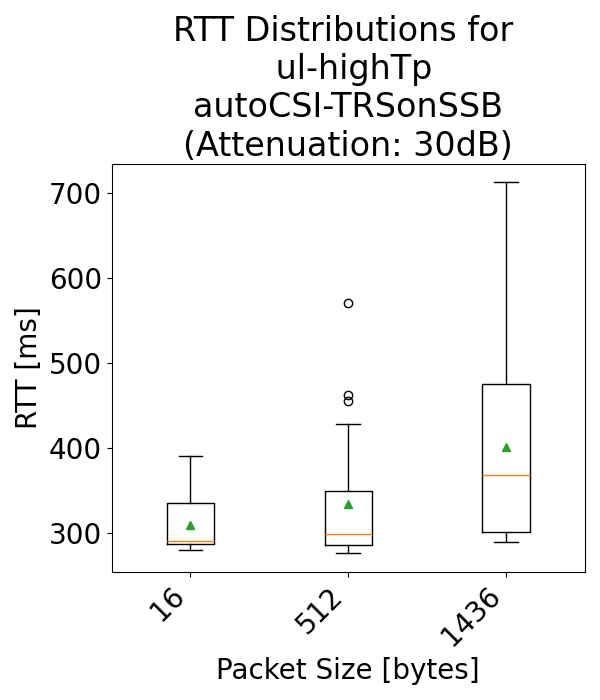 RTT Distributions for
ul-highTp
autoCSI-TRSonSSB
(Attenuation: 30dB)
700
600
500
400
300
RTT [ms]
16
512
1436
Packet Size [bytes]